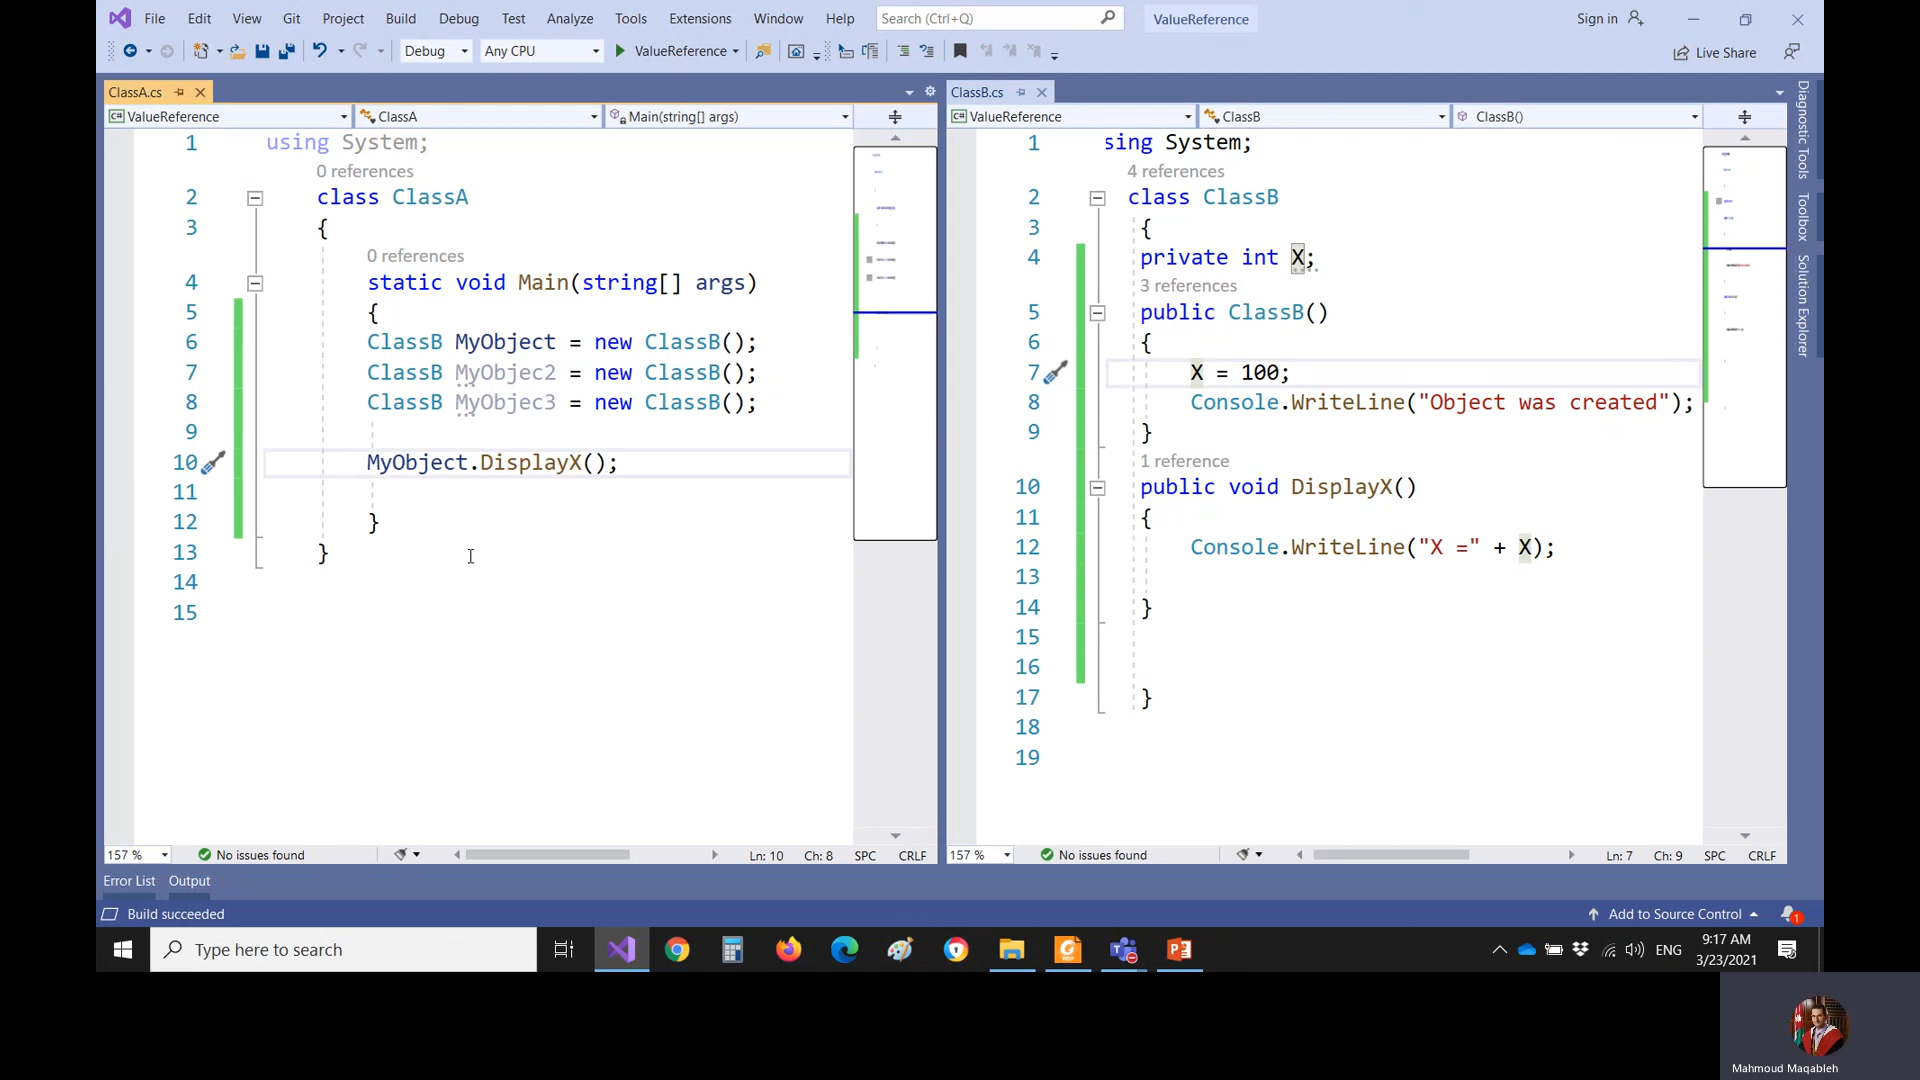 File Edit View Git Project Build Debug Test Analyze Tools Extensions Window Help Search (Ctrl+Q) ValueReference Sign in
Debug Any CPU ValueReference Live Share
ClassA.cs
ValueReference ClassA Main(string[] args)
1 using System;
0 references
2 class ClassA
3 {
0 references
4 static void Main(string[] args)
5 {
6 ClassB MyObject = new ClassB();
7 ClassB MyObjec2 = new ClassB();
8 ClassB MyObjec3 = new ClassB();
9
10 MyObject.DisplayX();
11
12 }
13 }
14
15
157 % No issues found Ln: 10 Ch: 8 SPC CRLF
ClassB.cs
C# ValueReference ClassB ClassB()
1 sing System;
4 references
2 class ClassB
3 {
4 private int X;
3 references
5 public ClassB()
6 {
7 X = 100;
8 Console.WriteLine("Object was created");
9 }
1 reference
10 public void DisplayX()
11 {
12 Console.WriteLine("X =" + X);
13
14 }
15
16
17 }
18
19
157 % No issues found Ln: 7 Ch: 9 SPC CRLF
Diagnostic Tools
Toolbox
Solution Explorer
Error List Output
Build succeeded Add to Source Control 1
Type here to search ENG 9:17 AM
3/23/2021
Mahmoud Maqableh